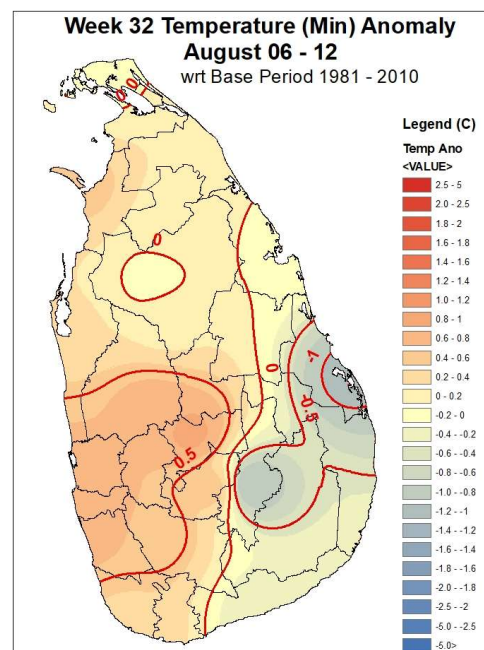 Week 32 Temperature (Min) Anomaly
August 06 - 12
wrt Base Period 1981 - 2010
Legend (C)
Temp Ano
<VALUE>
2.5 - 5
2.0 - 2.5
1.8 - 2
1.6 - 1.8
1.4 - 1.6
1.2 - 1.4
1.0 - 1.2
0.8 - 1
0.6 - 0.8
0.4 - 0.6
0.2 - 0.4
0 - 0.2
-0.2 - 0
-0.4 - -0.2
-0.6 - -0.4
-0.8 - -0.6
-1.0 - -0.8
-1.2 - -1
-1.4 - -1.2
-1.6 - -1.4
-1.8 - -1.6
-2.0 - -1.8
-2.5 - -2
-5.0 - -2.5
-5.0>
0
0
0
-1
0
-0.5
0.5
0